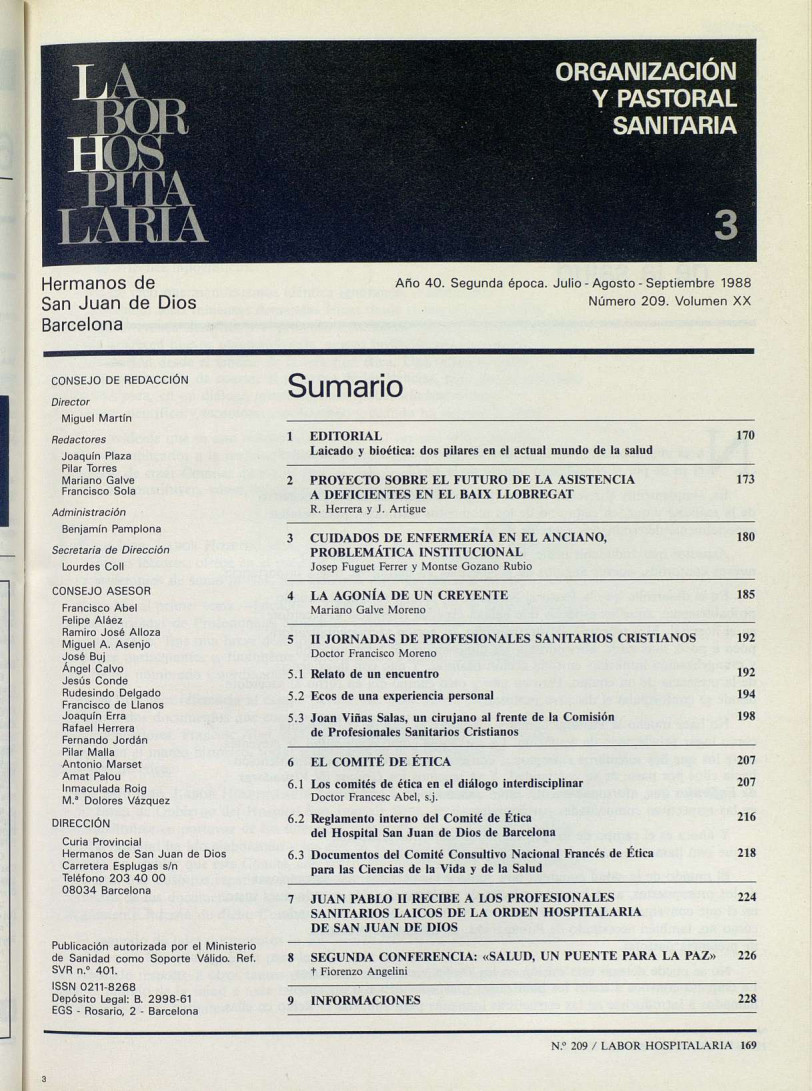 LA
BOR
HOS
PITA
LARIA
ORGANIZACIÓN
Y PASTORAL
SANITARIA
3
Hermanos de
San Juan de Dios
Barcelona
Año 40. Segunda época. Julio - Agosto - Septiembre 1988
Número 209. Volumen XX
CONSEJO DE REDACCIÓN
Director
Miguel Martín
Redactores
Joaquín Plaza
Pilar Torres
Mariano Galve
Francisco Sola
Administración
Benjamín Pamplona
Secretaria de Dirección
Lourdes Coll
CONSEJO ASESOR
Francisco Abel
Felipe Aláez
Ramiro José Alloza
Miguel A. Asenjo
José Buj
Ángel Calvo
Jesús Conde
Rudesindo Delgado
Francisco de Llanos
Joaquín Erra
Rafael Herrera
Fernando Jordán
Pilar Malla
Antonio Marset
Amat Palou
Inmaculada Roig
M.ª Dolores Vázquez
DIRECCIÓN
Curia Provincial
Hermanos de San Juan de Dios
Carretera Esplugas s/n
Teléfono 203 40 00
08034 Barcelona
Publicación autorizada por el Ministerio
de Sanidad como Soporte Válido. Ref.
SVR n.º 401.
ISSN 0211-8268
Depósito Legal: B. 2998-61
EGS - Rosario, 2 - Barcelona
Sumario
1 EDITORIAL 170
Laicado y bioética: dos pilares en el actual mundo de la salud
2 PROYECTO SOBRE EL FUTURO DE LA ASISTENCIA 173
A DEFICIENTES EN EL BAIX LLOBREGAT
R. Herrera y J. Artigue
3 CUIDADOS DE ENFERMERÍA EN EL ANCIANO, 180
PROBLEMÁTICA INSTITUCIONAL
Josep Fuguet Ferrer y Montse Gozano Rubio
4 LA AGONÍA DE UN CREYENTE 185
Mariano Galve Moreno
5 II JORNADAS DE PROFESIONALES SANITARIOS CRISTIANOS 192
Doctor Francisco Moreno
5.1 Relato de un encuentro 192
5.2 Ecos de una experiencia personal 194
5.3 Joan Viñas Salas, un cirujano al frente de la Comisión 198
de Profesionales Sanitarios Cristianos
6 EL COMITÉ DE ÉTICA 207
6.1 Los comités de ética en el diálogo interdisciplinar 207
Doctor Francesc Abel, s.j.
6.2 Reglamento interno del Comité de Ética 216
del Hospital San Juan de Dios de Barcelona
6.3 Documentos del Comité Consultivo Nacional Francés de Ética 218
para las Ciencias de la Vida y de la Salud
7 JUAN PABLO II RECIBE A LOS PROFESIONALES 224
SANITARIOS LAICOS DE LA ORDEN HOSPITALARIA
DE SAN JUAN DE DIOS
8 SEGUNDA CONFERENCIA: «SALUD, UN PUENTE PARA LA PAZ» 226
† Fiorenzo Angelini
9 INFORMACIONES 228
N.º 209 / LABOR HOSPITALARIA 169
3